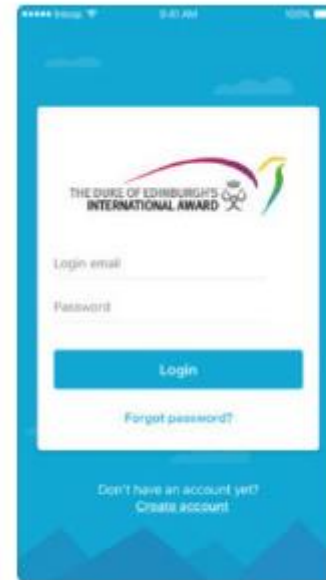 9:41 AM
100%
THE DUKE OF EDINBURGH'S
INTERNATIONAL AWARD
Login email
Password
Login
Forgot password?
Don't have an account yet?
Create account